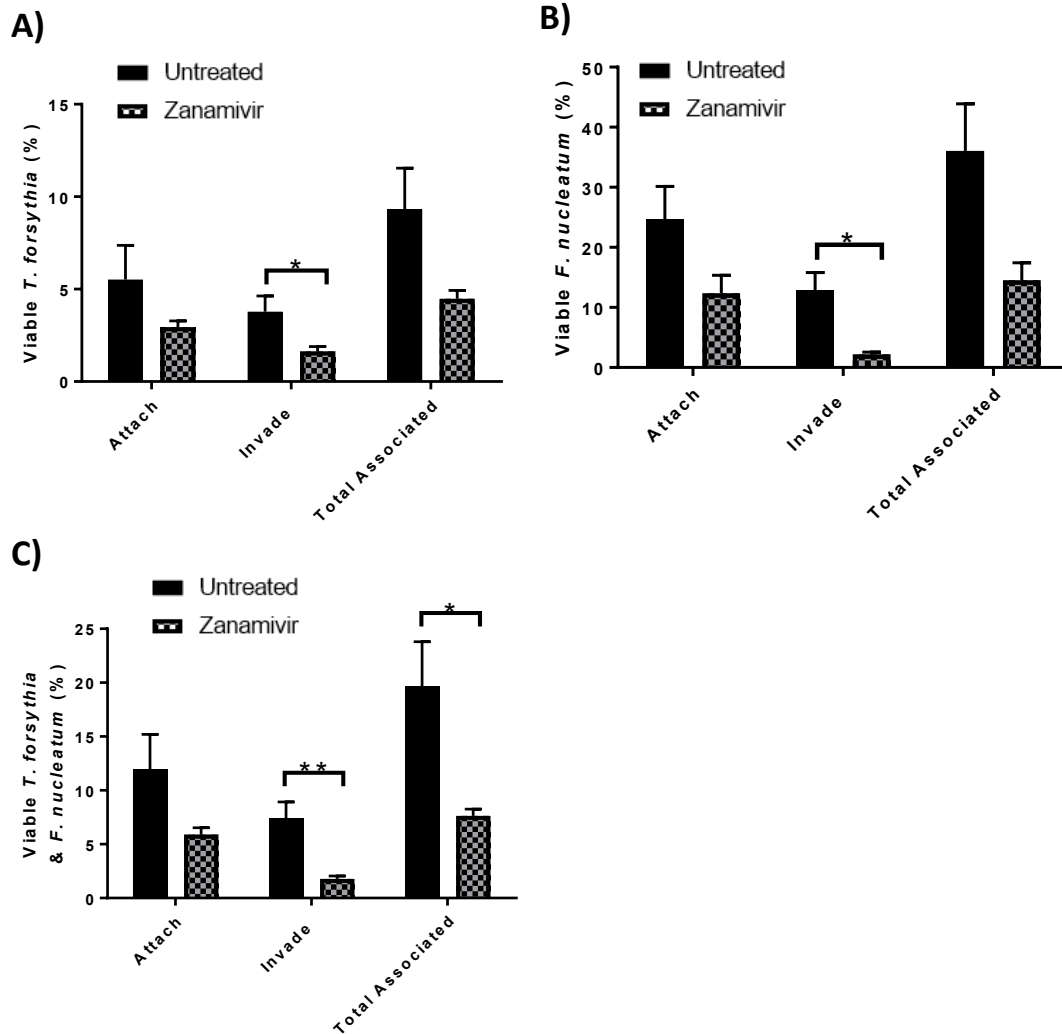 A)
Untreated
Zanamivir
Viable T. forsythia (%)
15
10
5
0
*
Attach
Invade
Total Associated
B)
Untreated
Zanamivir
Viable F. nucleatum (%)
50
40
30
20
10
0
*
Attach
Invade
Total Associated
C)
Untreated
Zanamivir
Viable T. forsythia
& F. nucleatum (%)
25
20
15
10
5
0
**
*
Attach
Invade
Total Associated